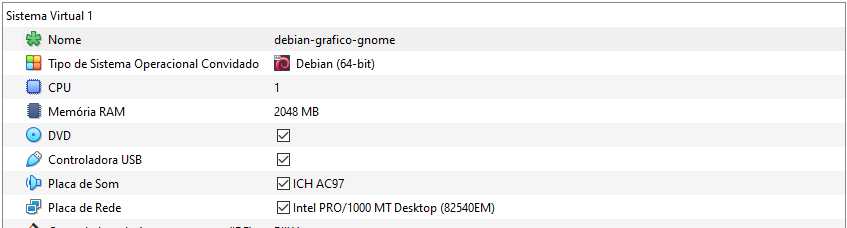 Sistema Virtual 1
Nome debian-grafico-gnome
Tipo de Sistema Operacional Convidado Debian (64-bit)
CPU 1
Memória RAM 2048 MB
DVD
Controladora USB
Placa de Som ICH AC97
Placa de Rede Intel PRO/1000 MT Desktop (82540EM)